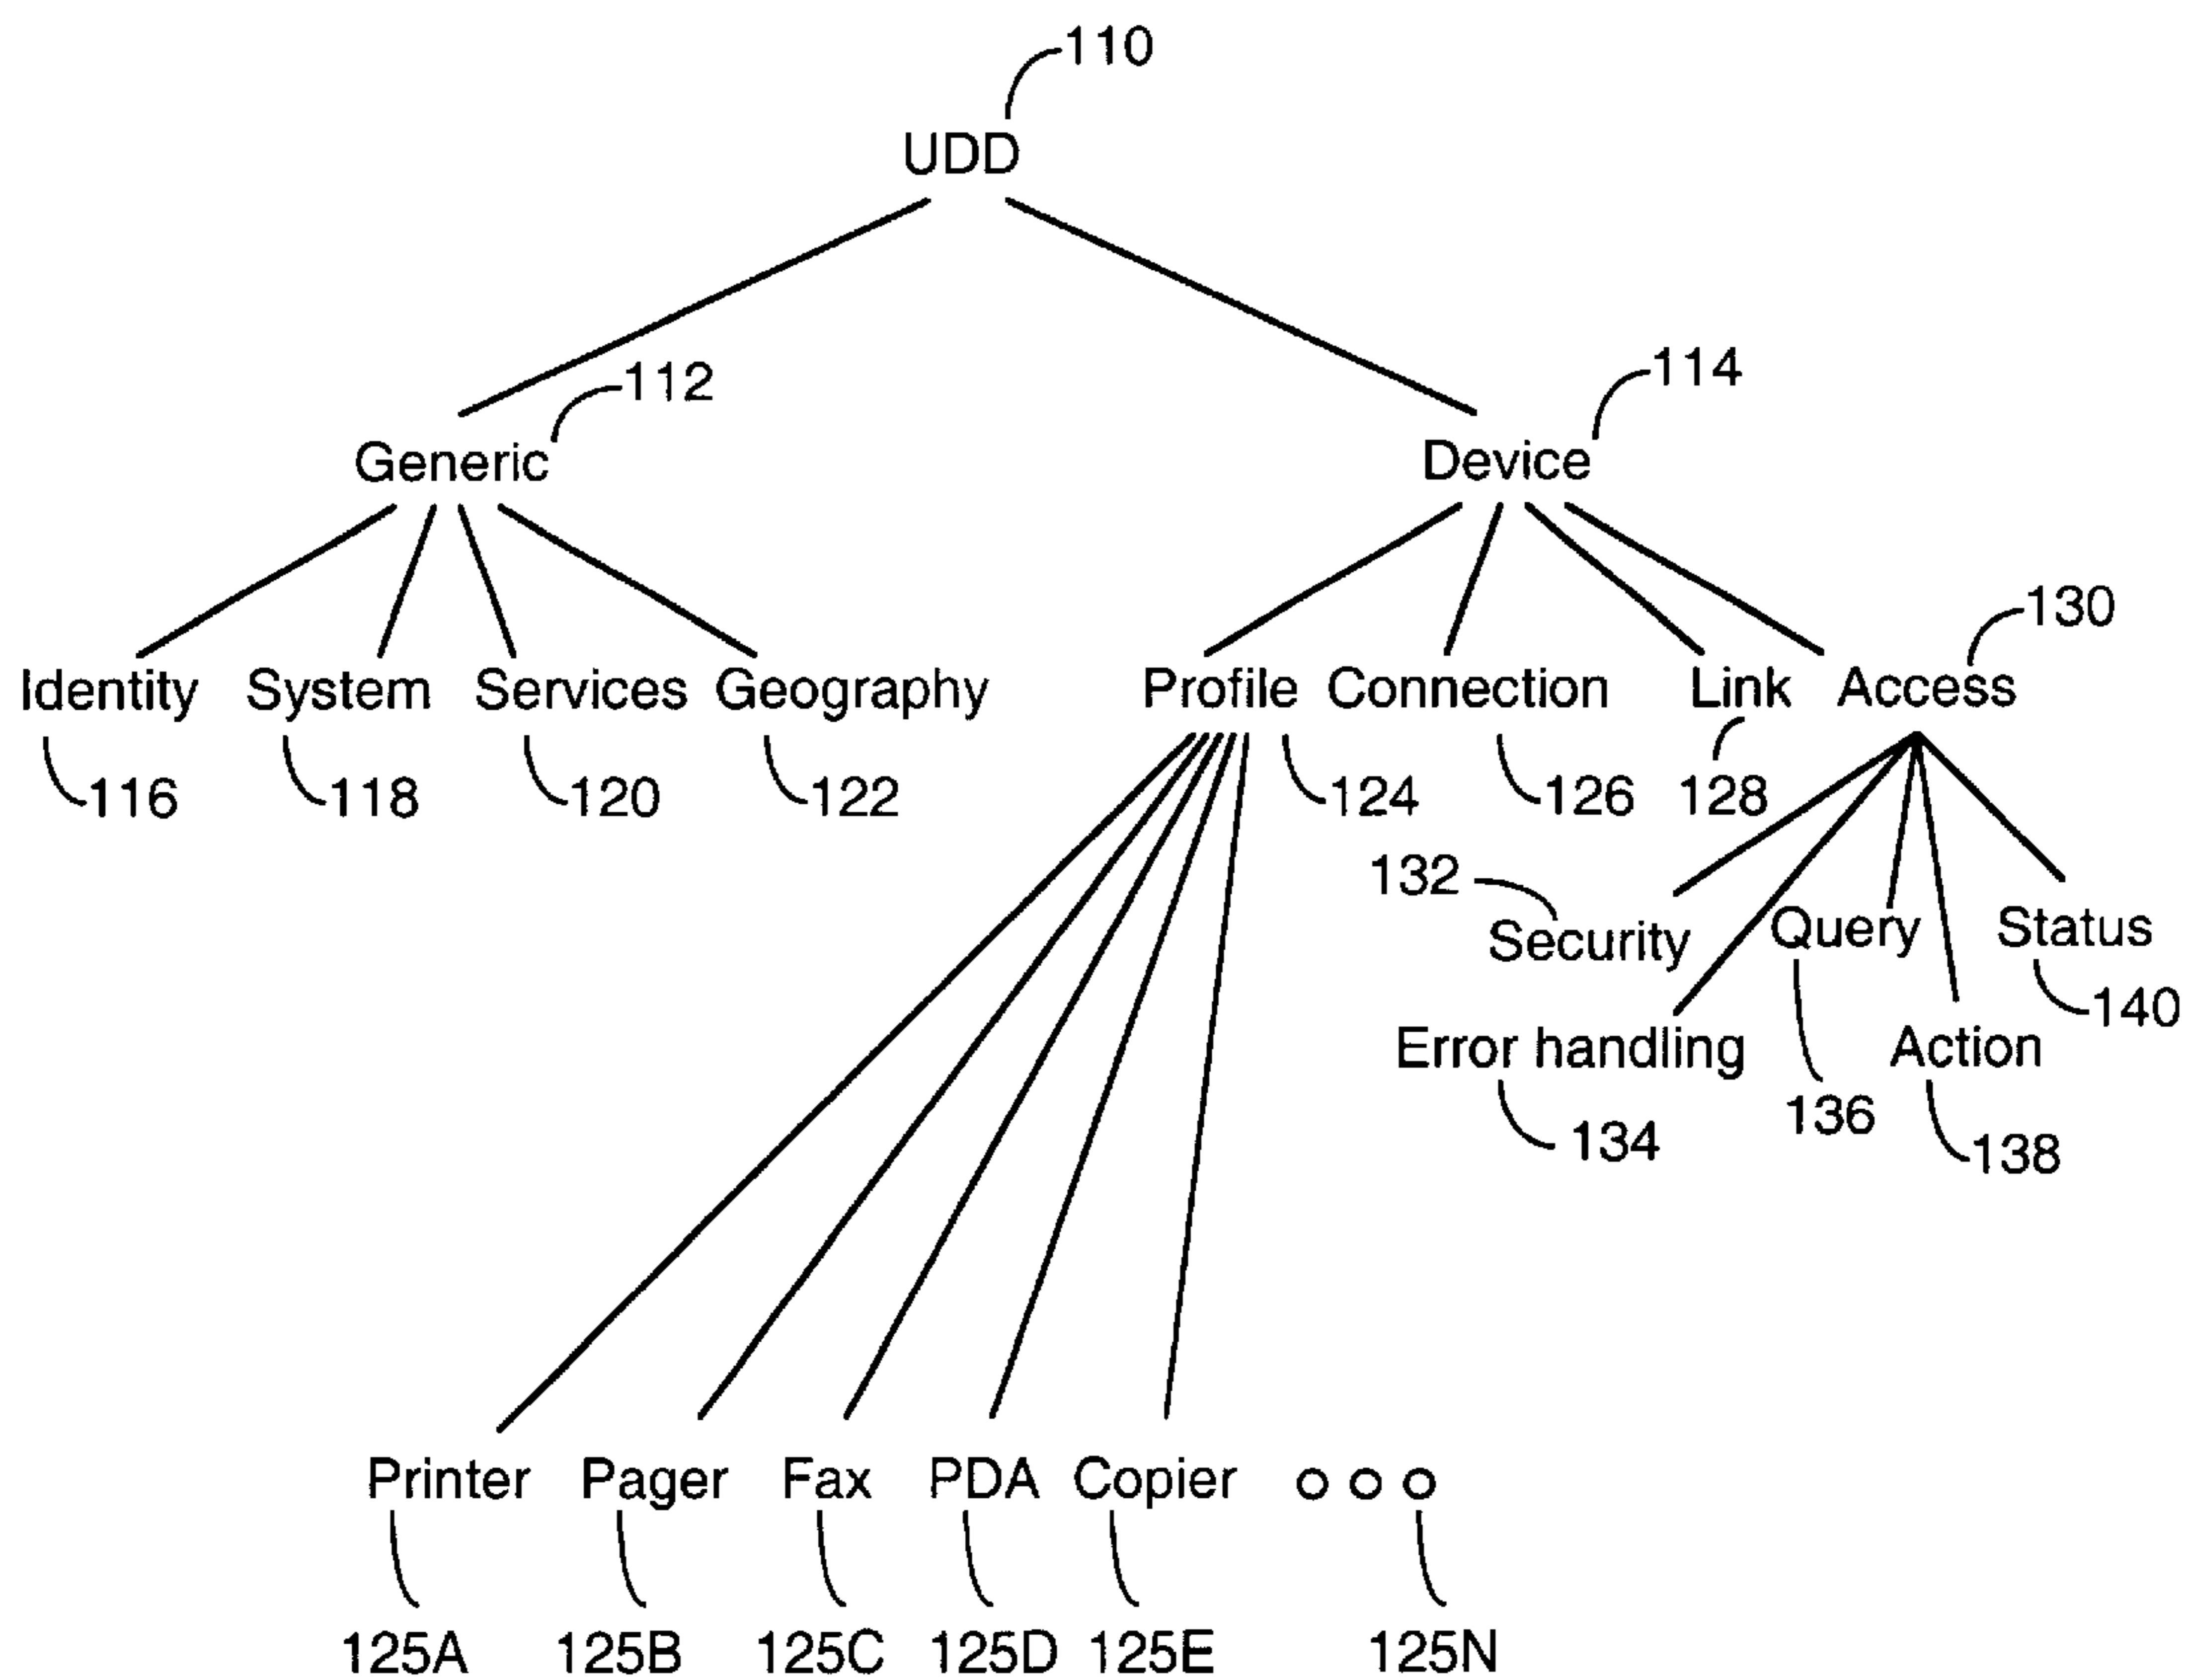 110
UDD
112
114
Generic
Device
130
Identity System Services Geography
Profile Connection Link Access
116 118 120 122
124 126 128
132
Security Query Status
140
Error handling Action
134 136 138
Printer Pager Fax PDA Copier o o o
125A 125B 125C 125D 125E 125N